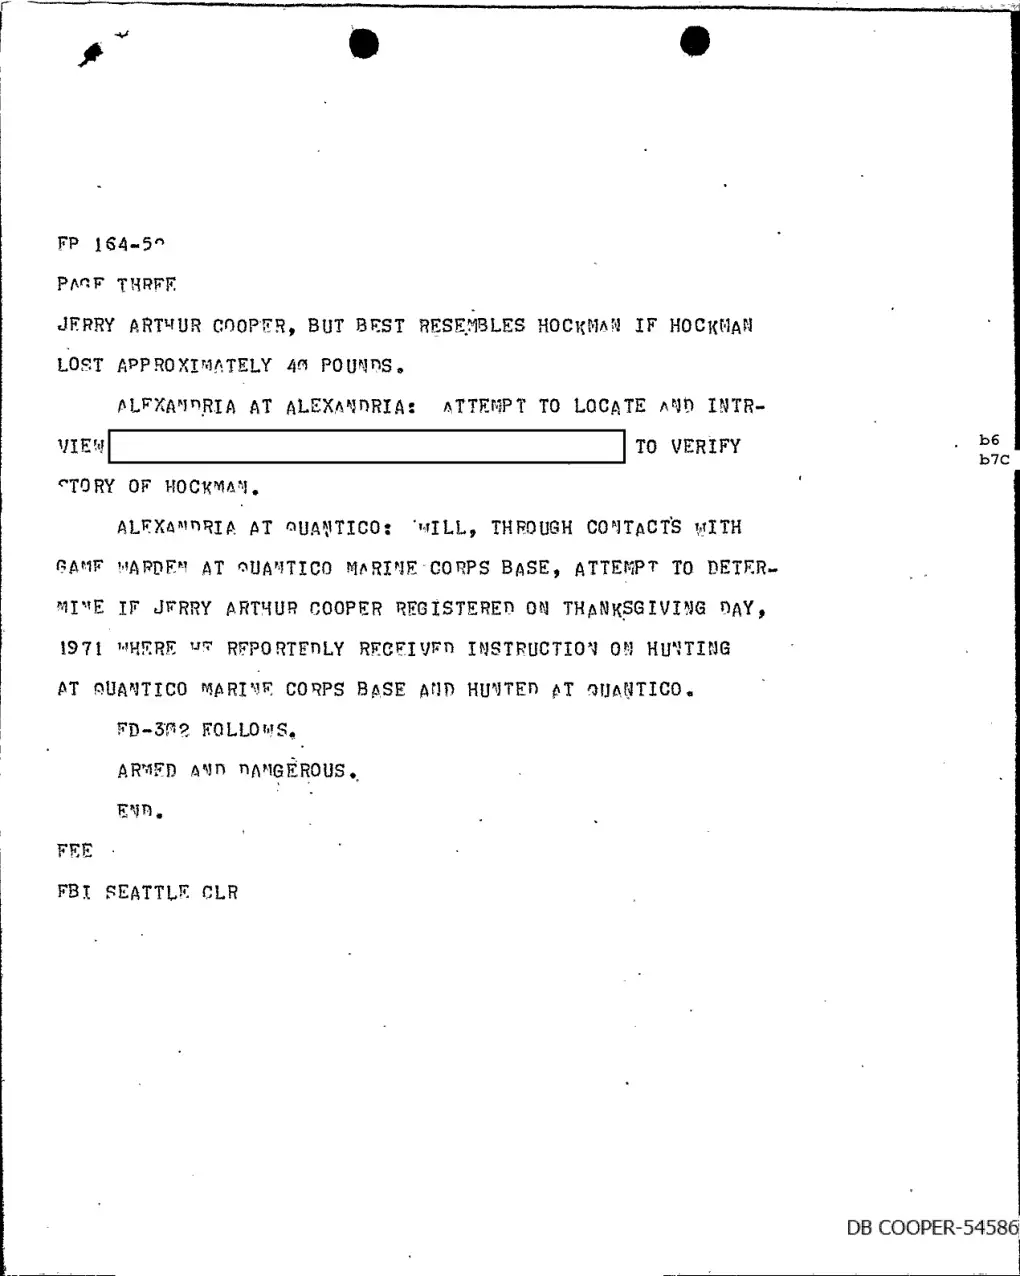 EP 164-50
PAGE THREE
JERRY ARTHUR COOPER, BUT BEST RESEMBLES HOCKMAN IF HOCKMAN
LOST APPROXIMATELY 40 POUNDS.
ALEXANDRIA AT ALEXANDRIA: ATTEMPT TO LOCATE AND INTR-
VIEW TO VERIFY
b6
b7C
STORY OF HOCKMAN.
ALEXANDRIA AT QUANTICO: WILL, THROUGH CONTACTS WITH
GAME WARDEN AT QUANTICO MARINE CORPS BASE, ATTEMPT TO DETER-
MINE IF JERRY ARTHUR COOPER REGISTERED ON THANKSGIVING DAY,
1971 WHERE HE REPORTEDLY RECEIVED INSTRUCTION ON HUNTING
AT QUANTICO MARINE CORPS BASE AND HUNTED AT QUANTICO.
FD-302 FOLLOWS.
ARMED AND DANGEROUS.
END.
FEE
FBI SEATTLE CLR
DB COOPER-54586